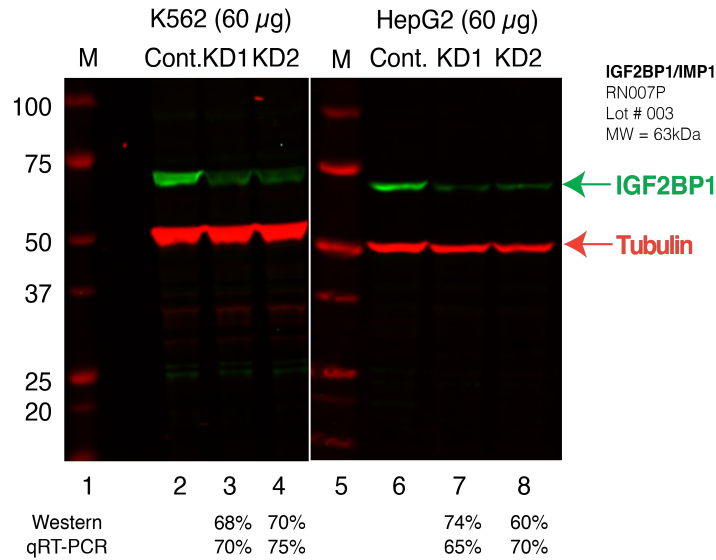 K562 (60 µg) HepG2 (60 µg)
M Cont. KD1 KD2 M Cont. KD1 KD2
IGF2BP1/IMP1
RN007P
Lot # 003
MW = 63kDa
100
75
IGF2BP1
50
Tubulin
37
25
20
1 2 3 4 5 6 7 8
Western 68% 70% 74% 60%
qRT-PCR 70% 75% 65% 70%